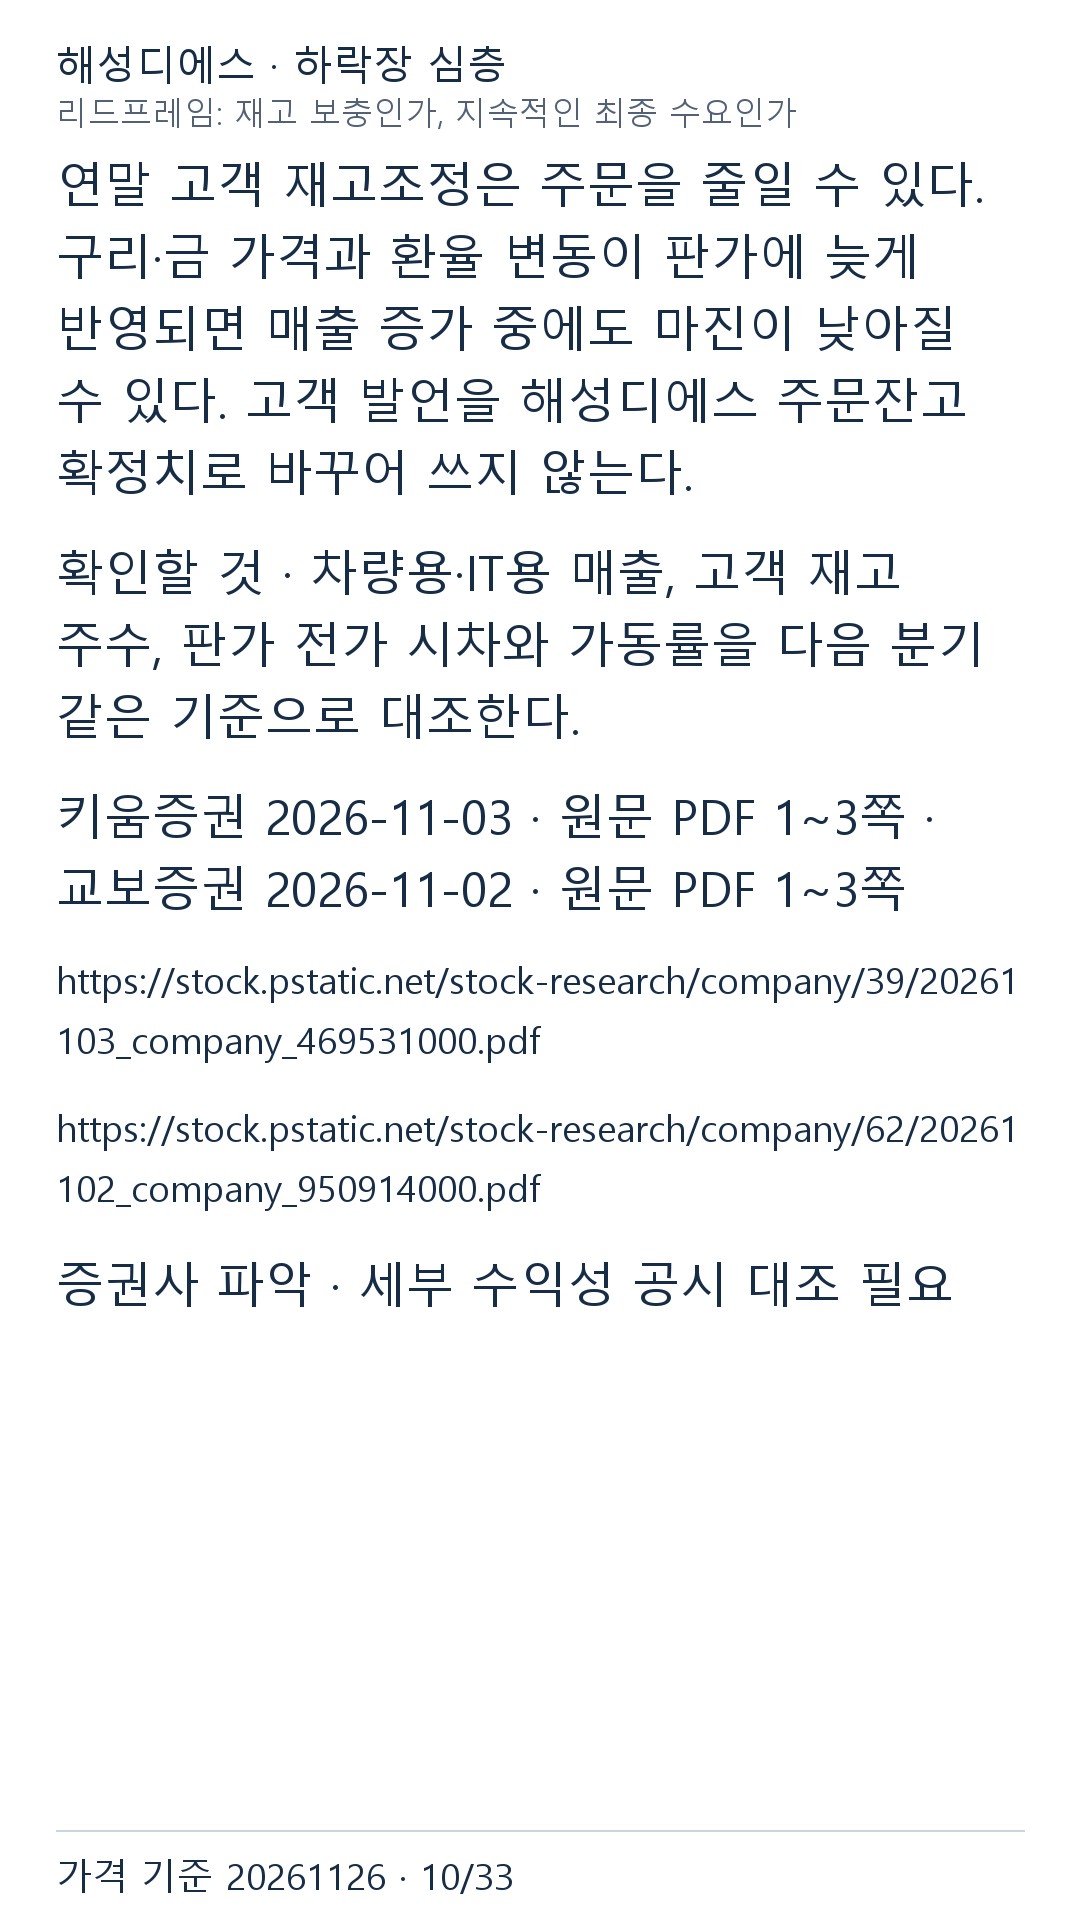 해성디에스 · 하락장 심층
리드프레임: 재고 보충인가, 지속적인 최종 수요인가
연말 고객 재고조정은 주문을 줄일 수 있다.
구리·금 가격과 환율 변동이 판가에 늦게
반영되면 매출 증가 중에도 마진이 낮아질
수 있다. 고객 발언을 해성디에스 주문잔고
확정치로 바꾸어 쓰지 않는다.
확인할 것 · 차량용·IT용 매출, 고객 재고
주수, 판가 전가 시차와 가동률을 다음 분기
같은 기준으로 대조한다.
키움증권 2026-11-03 · 원문 PDF 1~3쪽 ·
교보증권 2026-11-02 · 원문 PDF 1~3쪽
https://stock.pstatic.net/stock-research/company/39/20261
103_company_469531000.pdf
https://stock.pstatic.net/stock-research/company/62/20261
102_company_950914000.pdf
증권사 파악 · 세부 수익성 공시 대조 필요
가격 기준 20261126 · 10/33